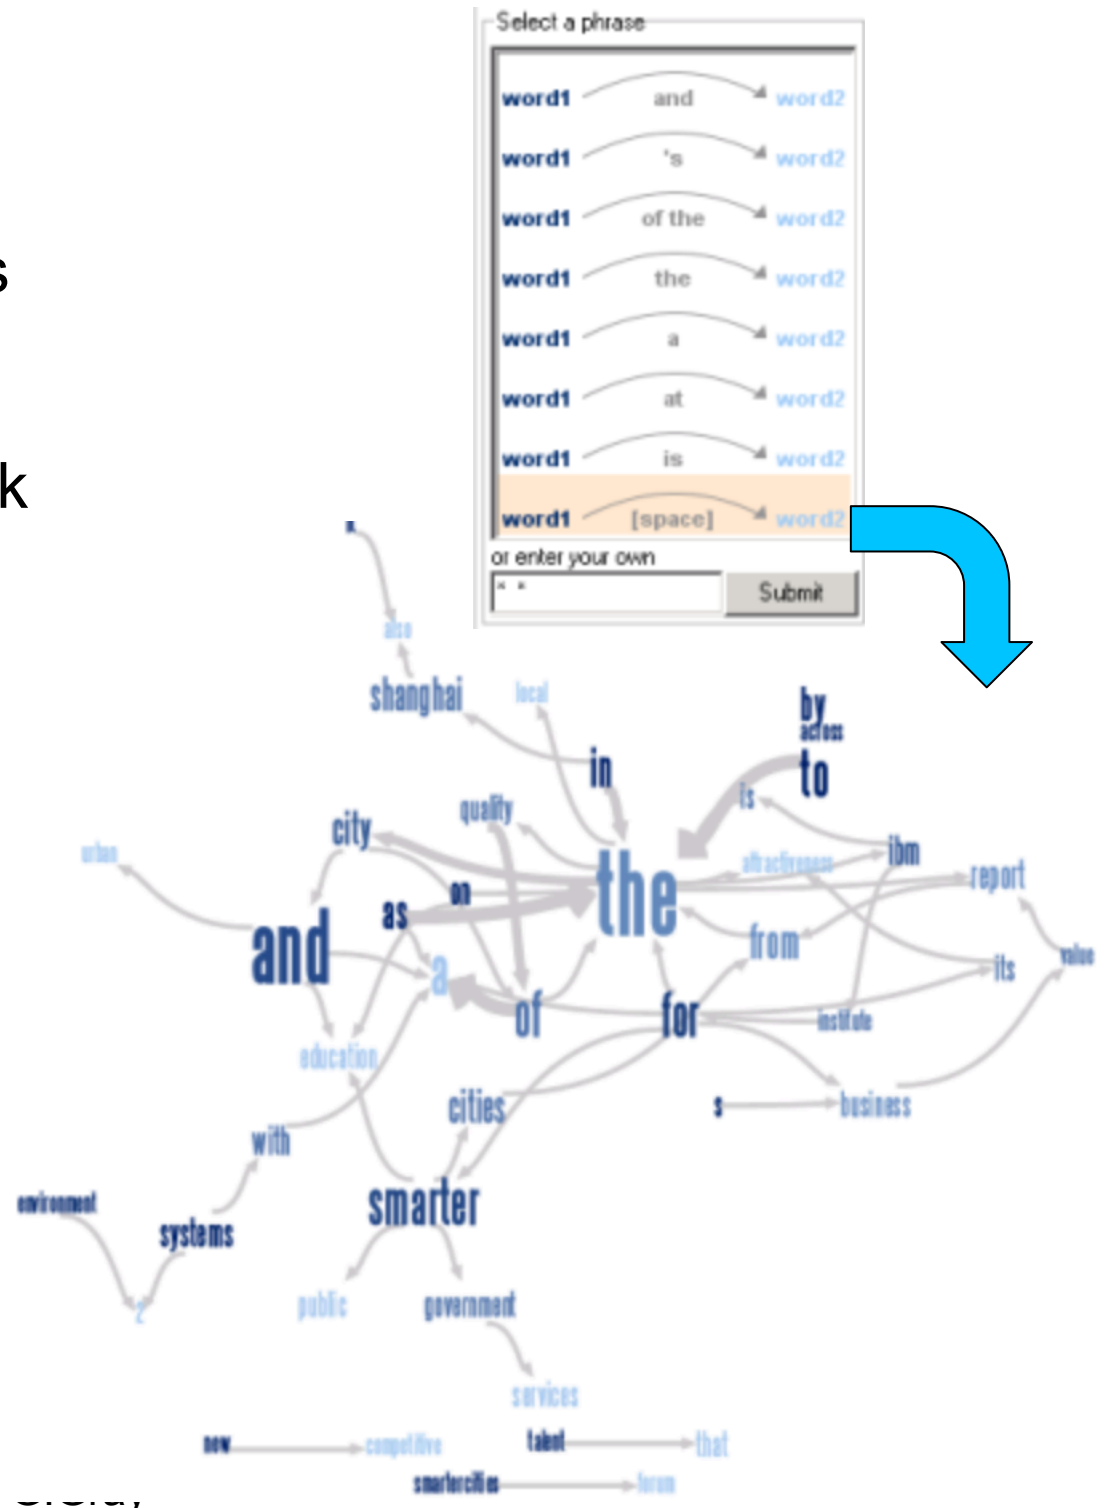 Select a phrase
word1 and word2
word1 's word2
word1 of the word2
word1 the word2
s
word1 a word2
word1 at word2
word1 is word2
k
word1 [space] word2
or enter your own
* * Submit
also
shanghai
local
by
across
in
to
is
quality
city
urban
ibm
attractiveness
the
report
on
as
and
from
value
its
a
of
for
institute
education
cities
s
business
with
smarter
environment
systems
2
public
government
services
new
competitive
talent
that
smartercities
forum